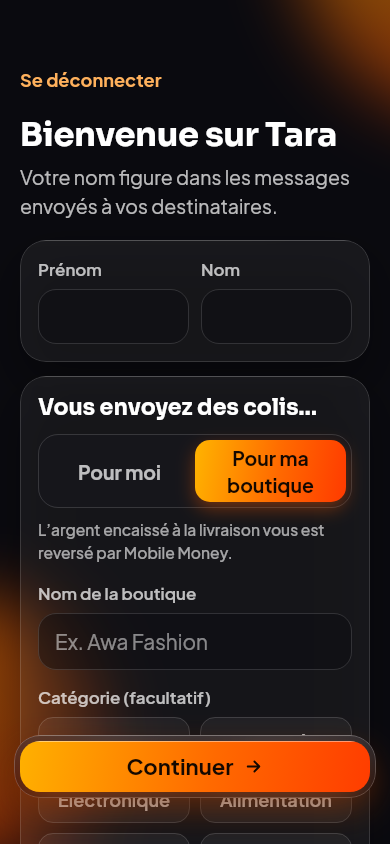 Se déconnecter
Bienvenue sur Tara
Votre nom figure dans les messages
envoyés à vos destinataires.
Prénom
Nom
Vous envoyez des colis...
Pour moi
Pour ma
boutique
L'argent encaissé à la livraison vous est
reversé par Mobile Money.
Nom de la boutique
Ex. Awa Fashion
Catégorie (facultatif)
Continuer →
Electronique
Alimentation